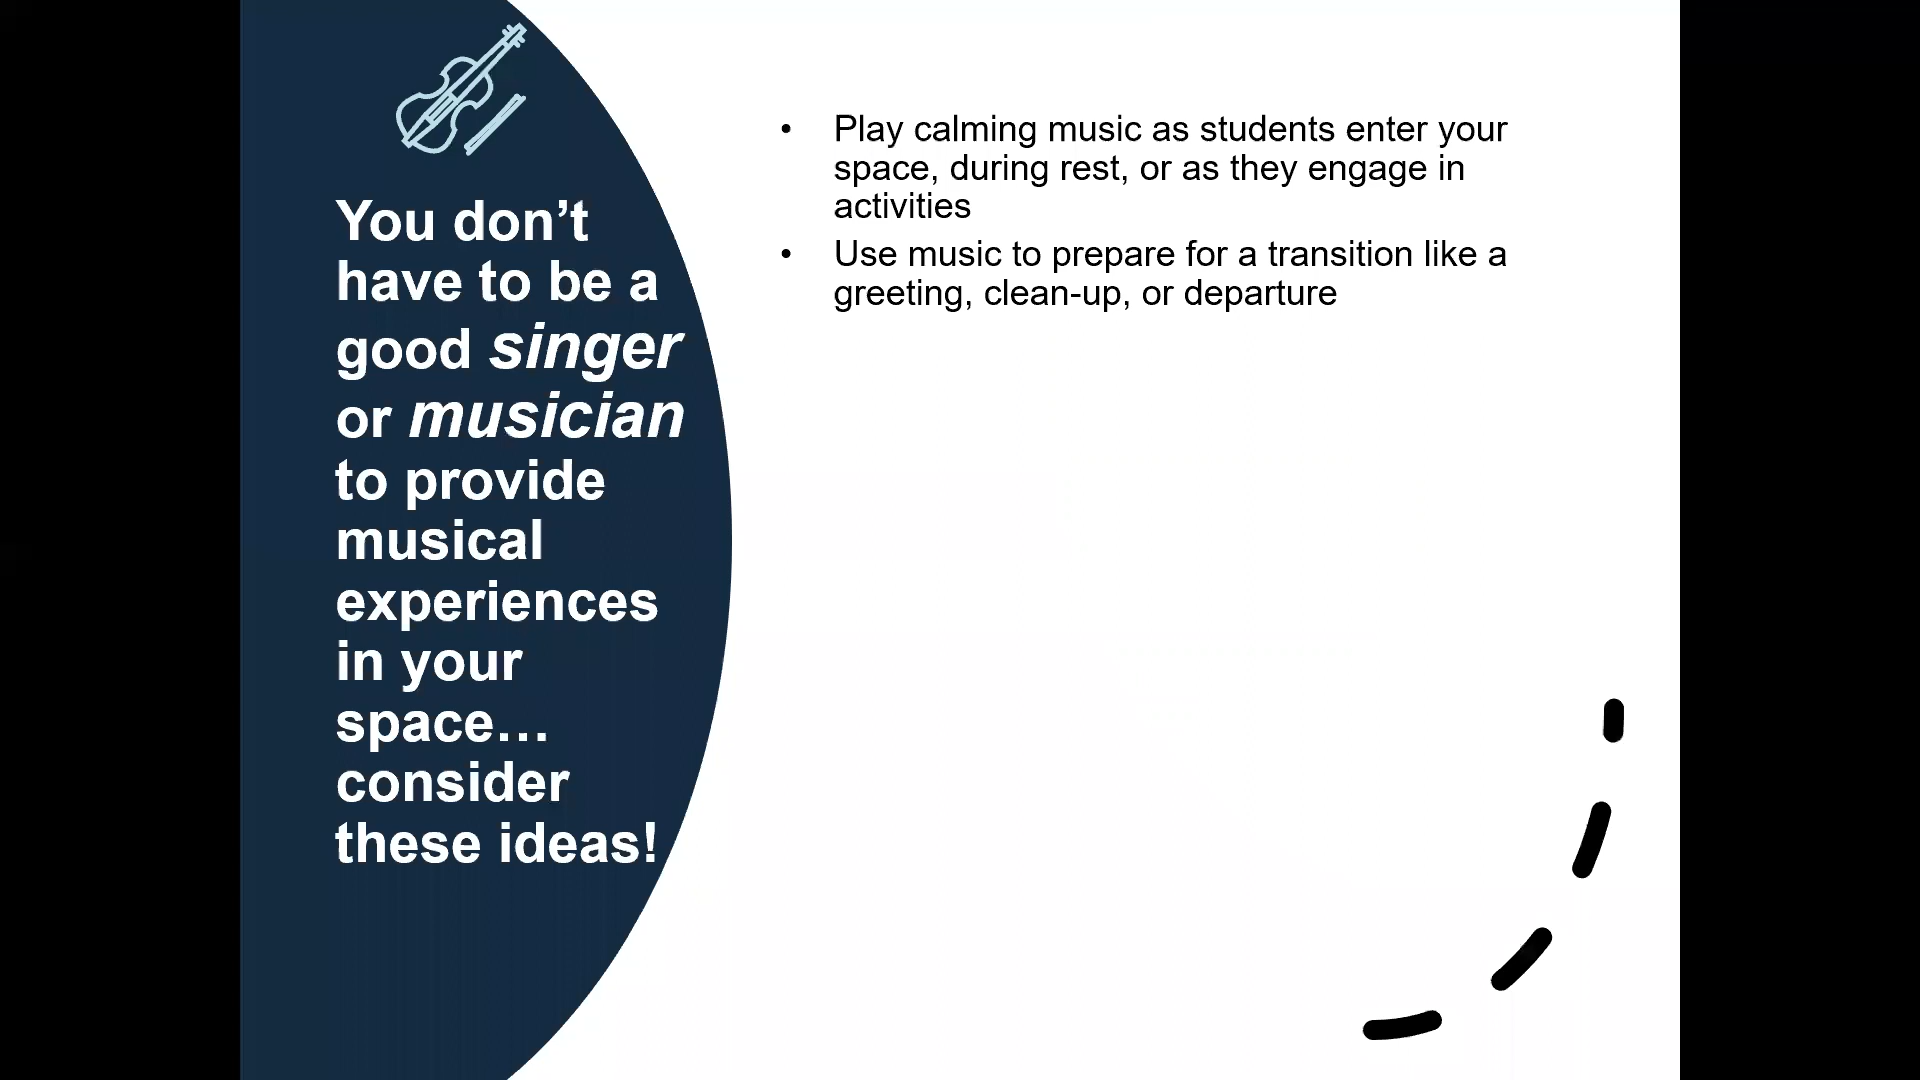 You don’t
have to be a
good singer
or musician
to provide
musical
experiences
in your
space…
consider
these ideas!
• Play calming music as students enter your
space, during rest, or as they engage in
activities
• Use music to prepare for a transition like a
greeting, clean-up, or departure